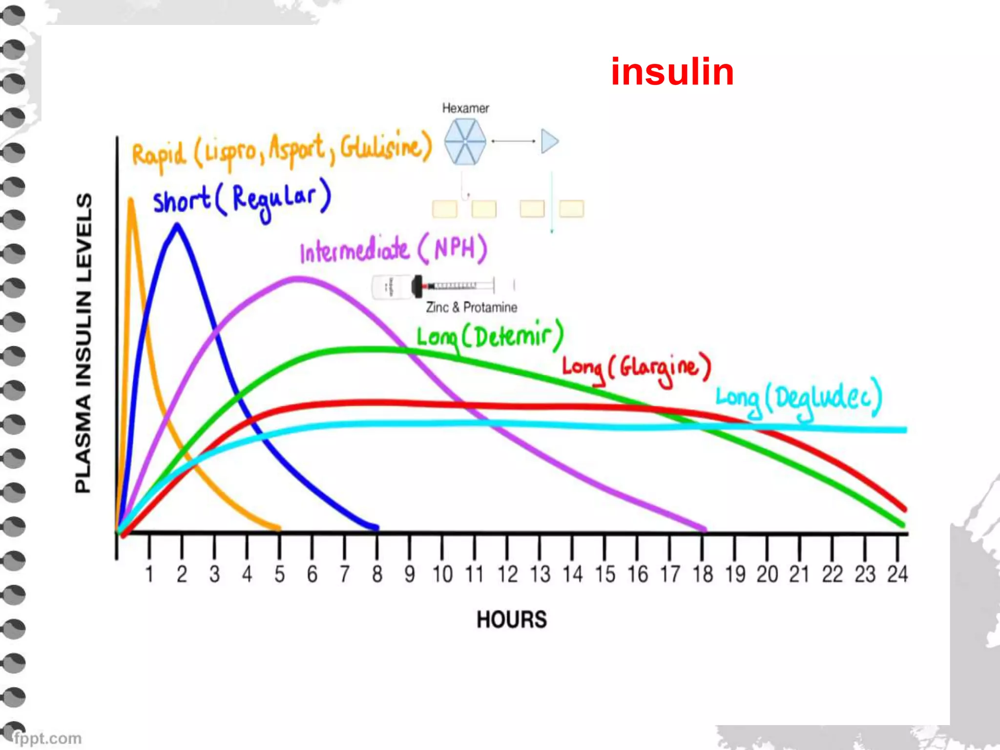 insulin
Hexamer
Rapid (Lispro, Aspart, Glulisine)
Short (Regular)
Intermediate (NPH)
Zinc & Protamine
Long (Detemir)
Long (Glargine)
Long (Degludec)
PLASMA INSULIN LEVELS
1 2 3 4 5 6 7 8 9 10 11 12 13 14 15 16 17 18 19 20 21 22 23 24
HOURS
fppt.com